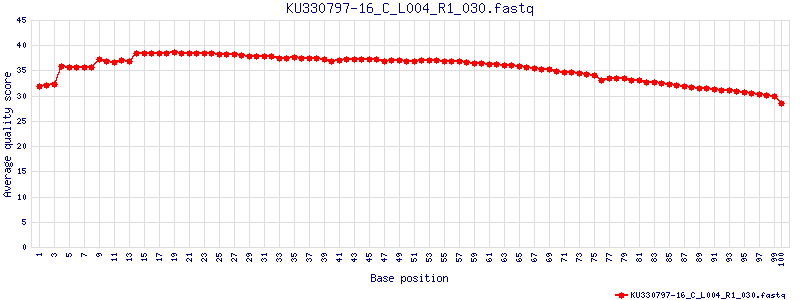 KU330797-16_C_L004_R1_030.fastq
Average quality score
45
40
35
30
25
20
15
10
5
0
1 3 5 7 9 11 13 15 17 19 21 23 25 27 29 31 33 35 37 39 41 43 45 47 49 51 53 55 57 59 61 63 65 67 69 71 73 75 77 79 81 83 85 87 89 91 93 95 97 99 100
Base position
KU330797-16_C_L004_R1_030.fastq